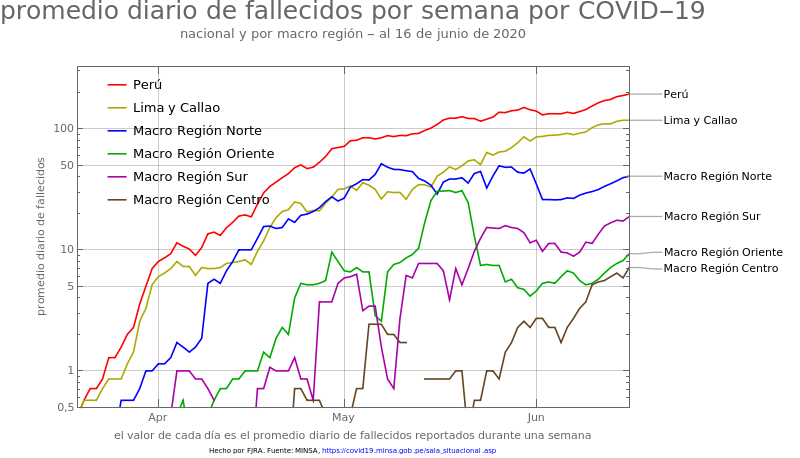 promedio diario de fallecidos por semana por COVID−19
nacional y por macro región − al 16 de junio de 2020
Perú
Lima y Callao
Macro Región Norte
Macro Región Oriente
Macro Región Sur
Macro Región Centro
promedio diario de fallecidos
100
50
10
5
1
0,5
Apr
May
Jun
Perú
Lima y Callao
Macro Región Norte
Macro Región Sur
Macro Región Oriente
Macro Región Centro
el valor de cada día es el promedio diario de fallecidos reportados durante una semana
Hecho por FJRA. Fuente: MINSA, https://covid19.minsa.gob.pe/sala_situacional .asp